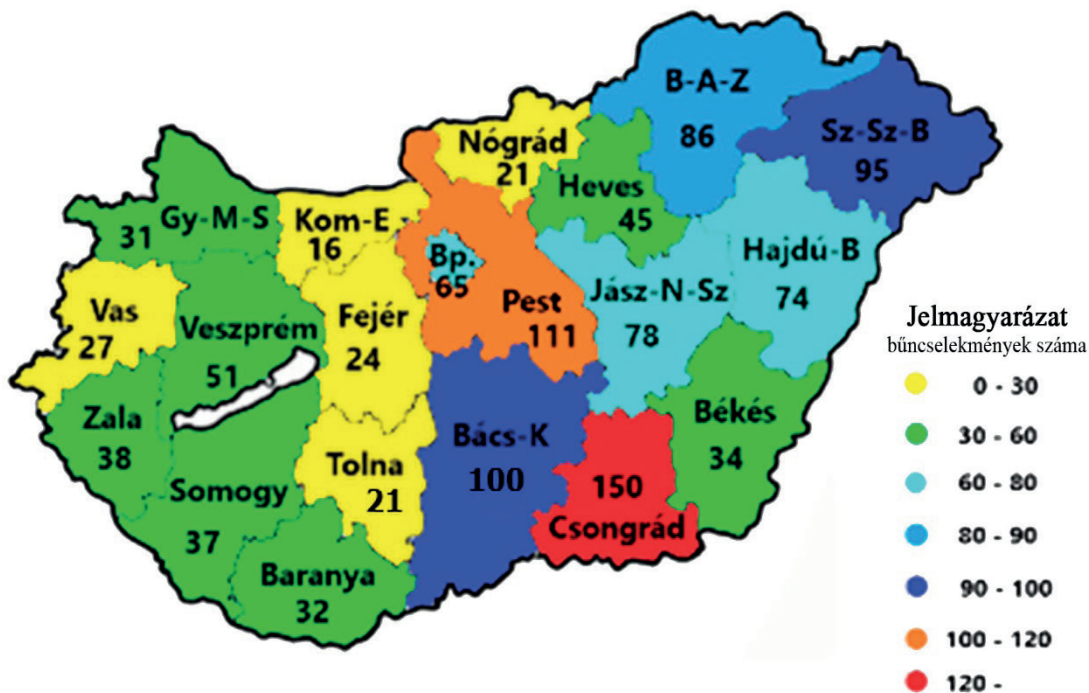 B-A-Z
86
Sz-Sz-B
95
Nógrád
21
Heves
45
Gy-M-S
31
Kom-E
16
Bp.
65
Hajdú-B
74
Vas
27
Veszprém
51
Fejér
24
Pest
111
Jász-N-Sz
78
Zala
38
Tolna
21
Bács-K
100
Békés
34
Somogy
37
150
Csongrád
Baranya
32
Jelmagyarázat
bűncselekmények száma
0 - 30
30 - 60
60 - 80
80 - 90
90 - 100
100 - 120
120 -